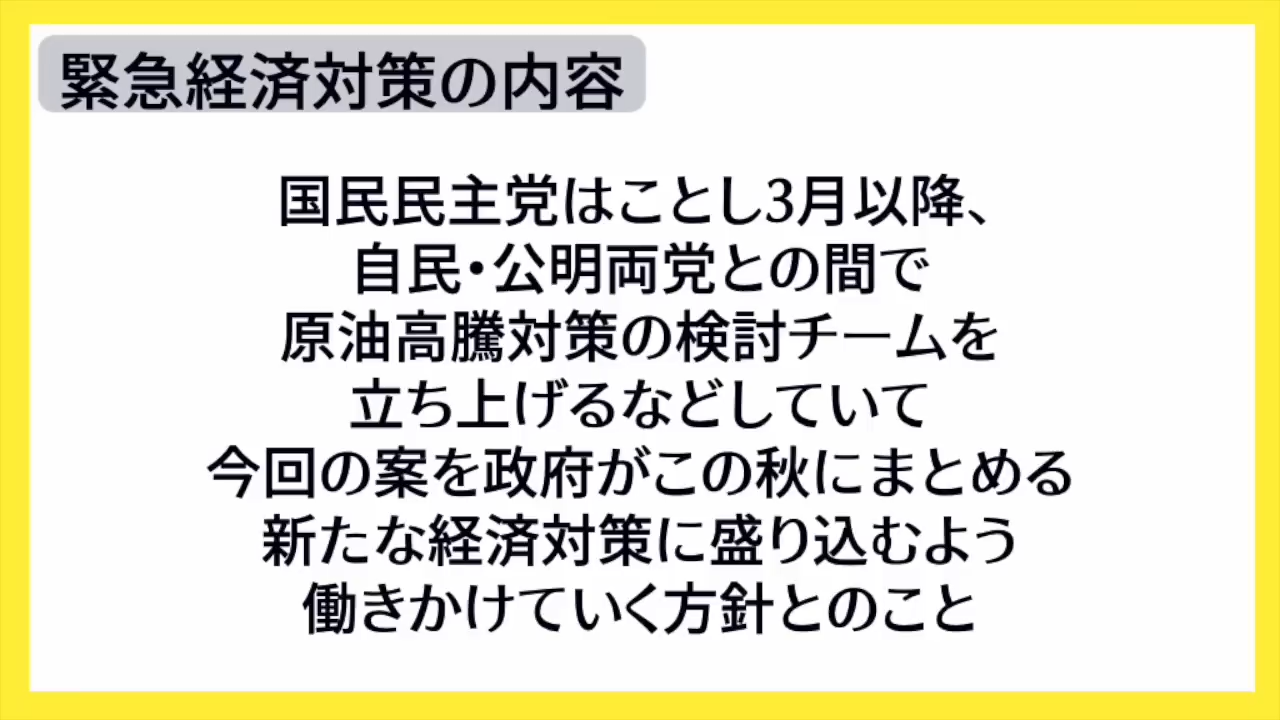 緊急経済対策の内容
国民民主党はことし3月以降、
自民・公明両党との間で
原油高騰対策の検討チームを
立ち上げるなどしていて
今回の案を政府がこの秋にまとめる
新たな経済対策に盛り込むよう
働きかけていく方針とのこと